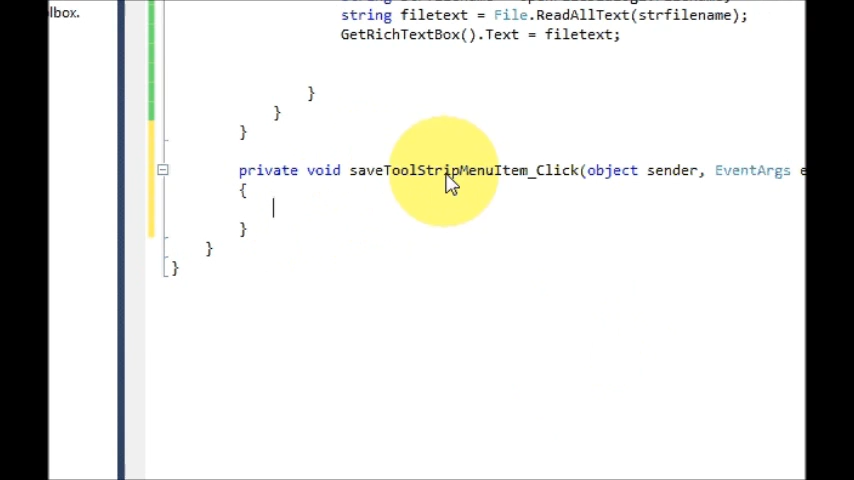 lbox.
string filetext = File.ReadAllText(strfilename);
GetRichTextBox().Text = filetext;
}
}
}
private void saveToolStripMenuItem_Click(object sender, EventArgs e
{
}
}
}